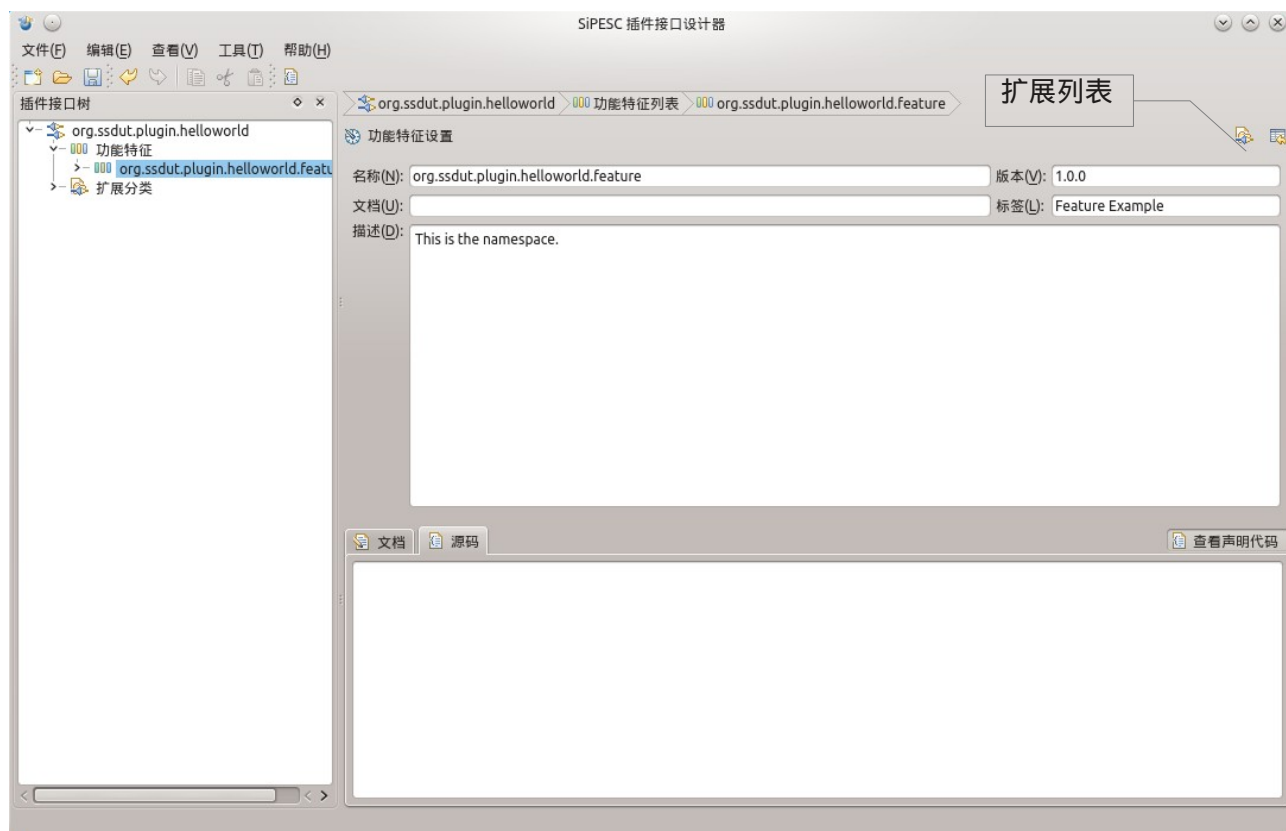 SiPESC 插件接口设计器
文件(F) 编辑(E) 查看(V) 工具(T) 帮助(H)
插件接口树
org.ssdut.plugin.helloworld
功能特征
org.ssdut.plugin.helloworld.featu
扩展分类
org.ssdut.plugin.helloworld 功能特征列表 org.ssdut.plugin.helloworld.feature
扩展列表
功能特征设置
名称(N): org.ssdut.plugin.helloworld.feature 版本(V): 1.0.0
文档(U): 标签(L): Feature Example
描述(D): This is the namespace.
文档 源码 查看声明代码